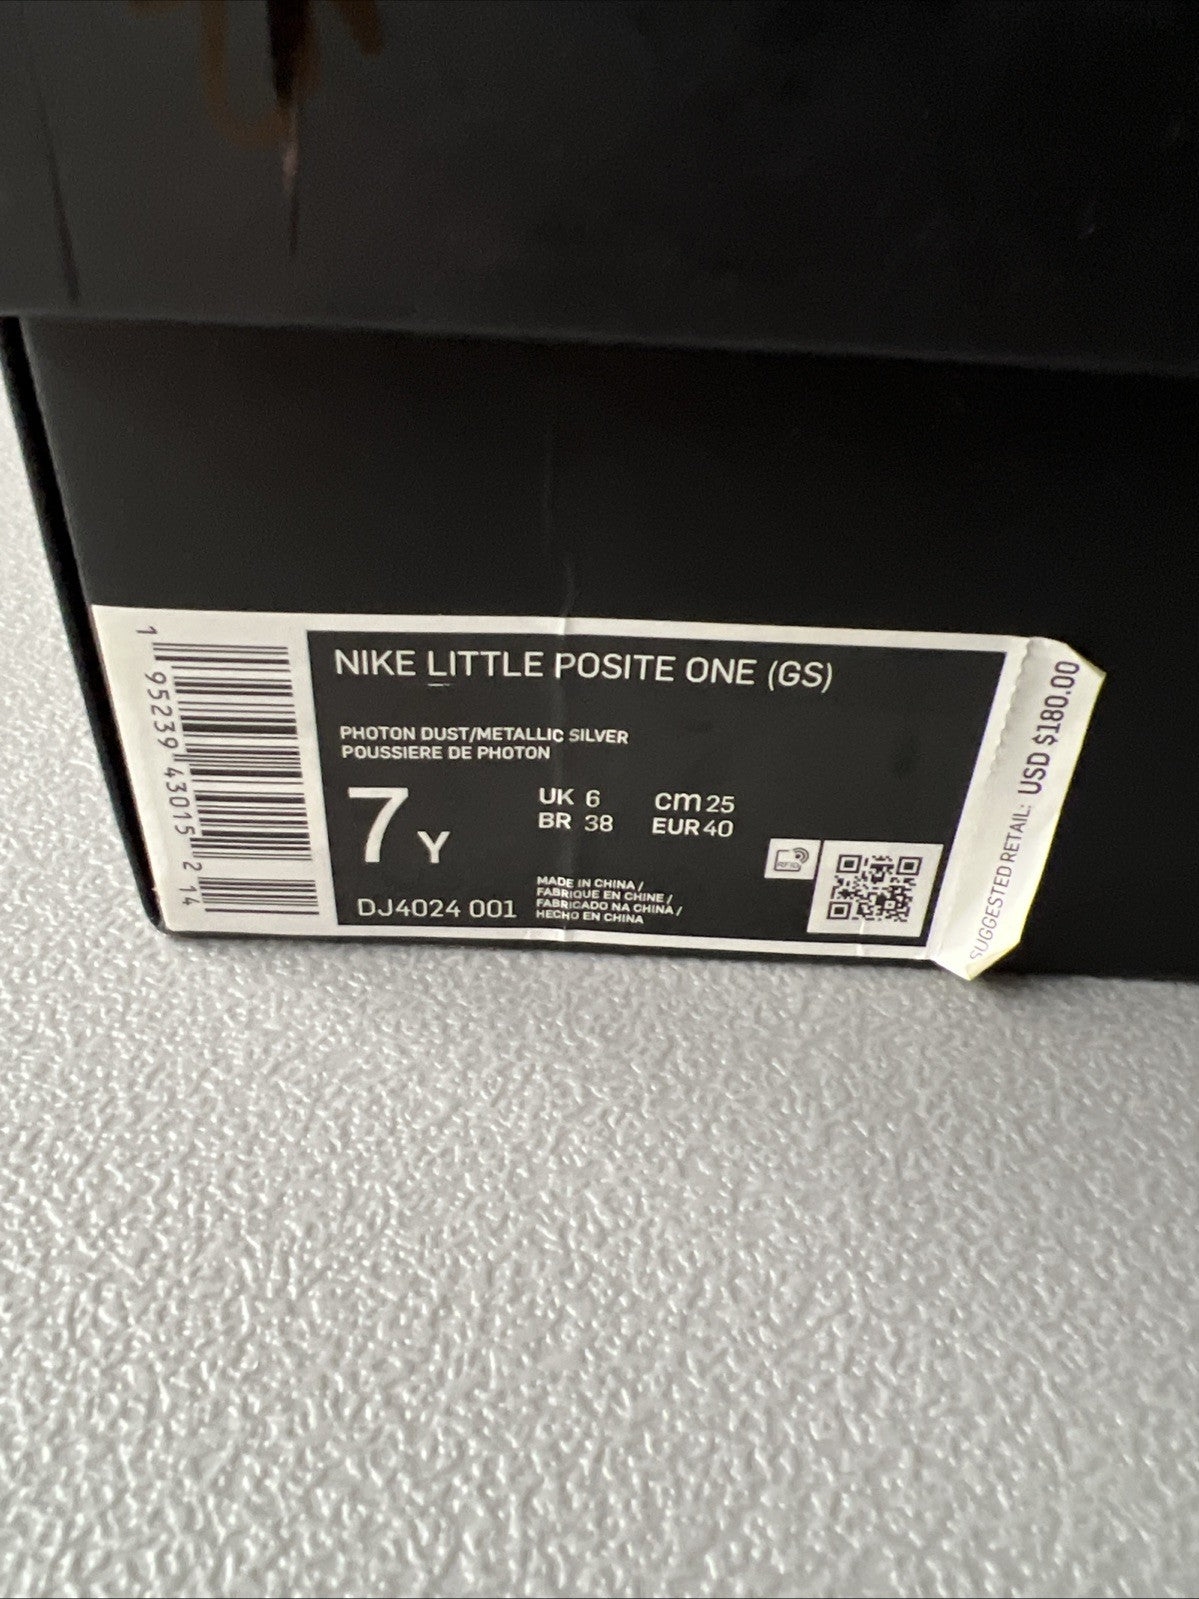 NIKE LITTLE POSITE ONE (GS)
PHOTON DUST/METALLIC SILVER
POUSSIERE DE PHOTON
7 Y
UK 6 cm 25
BR 38 EUR 40
DJ4024 001
MADE IN CHINA /
FABRIQUE EN CHINE /
FABRICADO NA CHINA /
HECHO EN CHINA
1 95239 43015 2 14
SUGGESTED RETAIL: USD $180.00